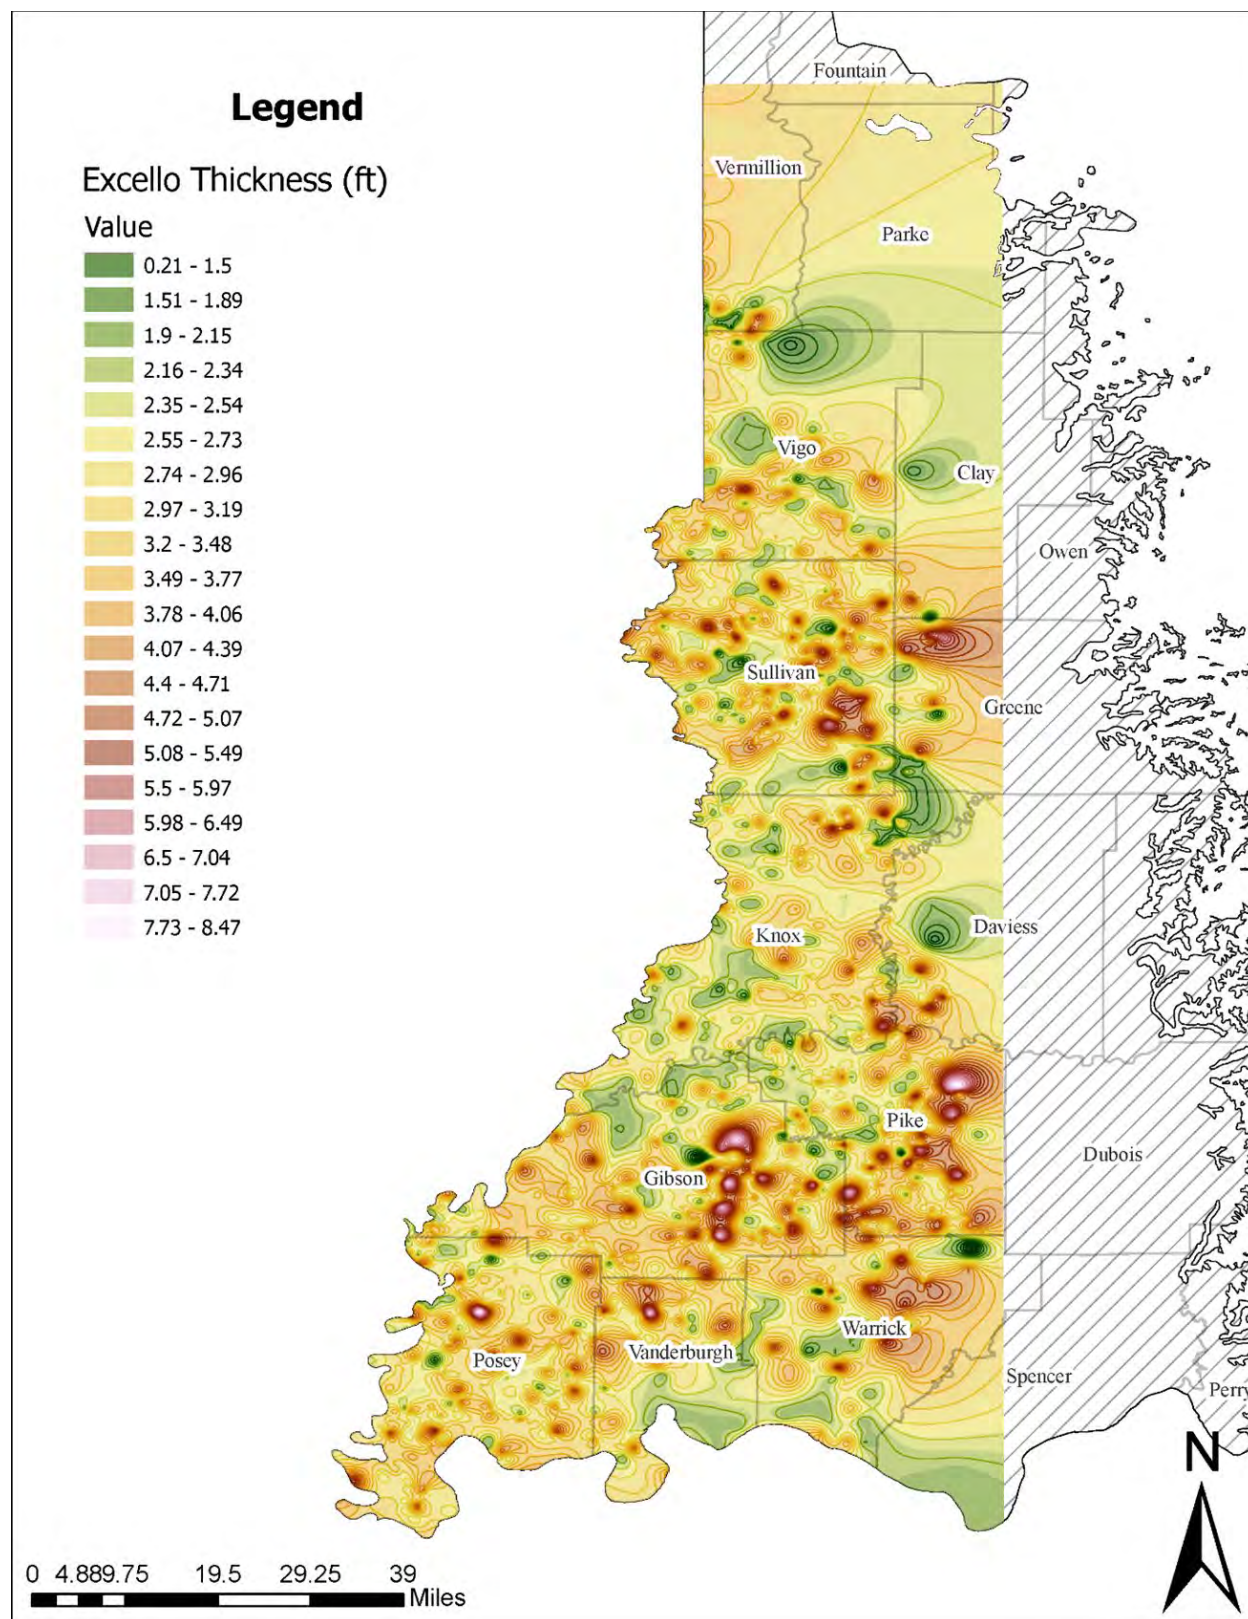 Legend
Excello Thickness (ft)
Value
0.21 - 1.5
1.51 - 1.89
1.9 - 2.15
2.16 - 2.34
2.35 - 2.54
2.55 - 2.73
2.74 - 2.96
2.97 - 3.19
3.2 - 3.48
3.49 - 3.77
3.78 - 4.06
4.07 - 4.39
4.4 - 4.71
4.72 - 5.07
5.08 - 5.49
5.5 - 5.97
5.98 - 6.49
6.5 - 7.04
7.05 - 7.72
7.73 - 8.47
Fountain
Vermillion
Parke
Vigo
Clay
Owen
Sullivan
Greene
Knox
Daviess
Pike
Dubois
Gibson
Warrick
Vanderburgh
Posey
Spencer
Perry
N
0 4.889.75 19.5 29.25 39
Miles